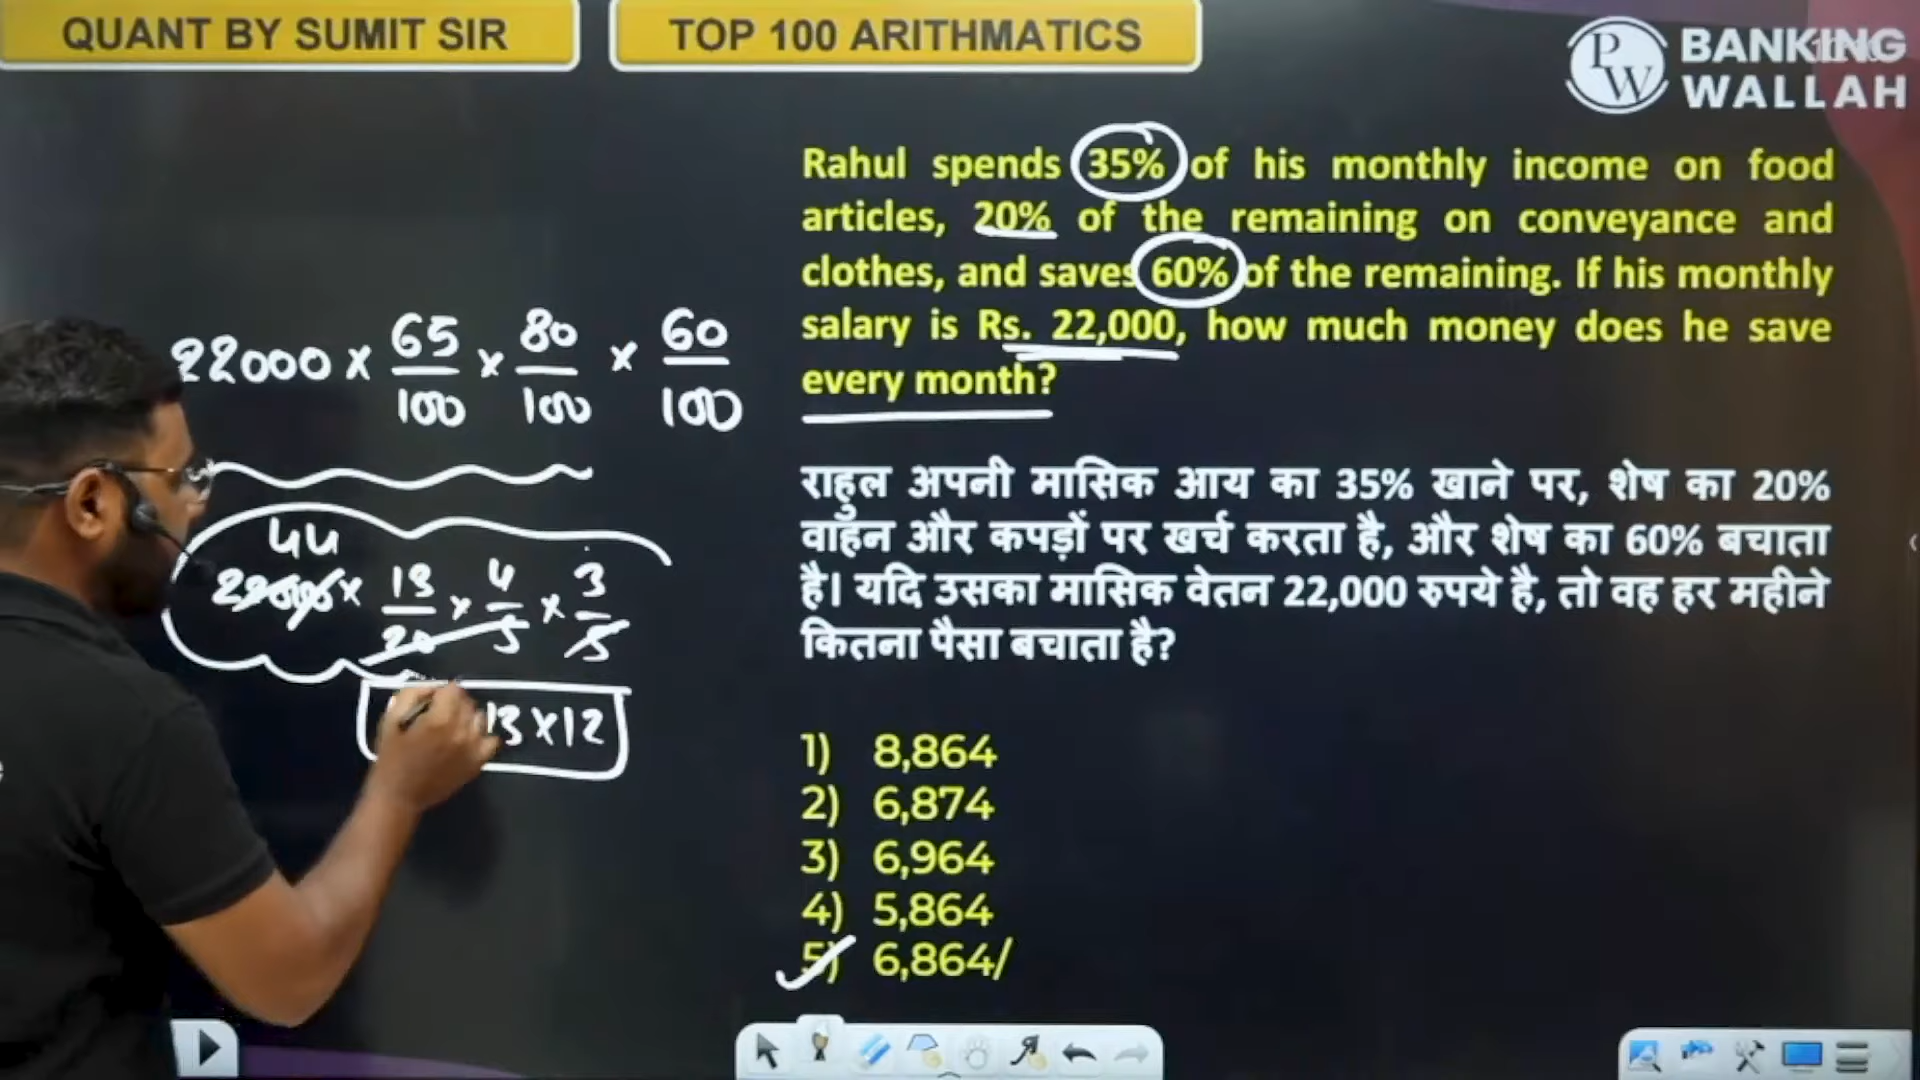 QUANT BY SUMIT SIR
TOP 100 ARITHMATICS
PW BANKING
WALLAH
Rahul spends 35% of his monthly income on food
articles, 20% of the remaining on conveyance and
clothes, and saves 60% of the remaining. If his monthly
salary is Rs. 22,000, how much money does he save
every month?
22000 × 65/100 × 80/100 × 60/100
44
22000 × 13/20 × 4/5 × 3/5
13 × 12
राहुल अपनी मासिक आय का 35% खाने पर, शेष का 20%
वाहन और कपड़ों पर खर्च करता है, और शेष का 60% बचाता
है। यदि उसका मासिक वेतन 22,000 रुपये है, तो वह हर महीने
कितना पैसा बचाता है?
1) 8,864
2) 6,874
3) 6,964
4) 5,864
5) 6,864/